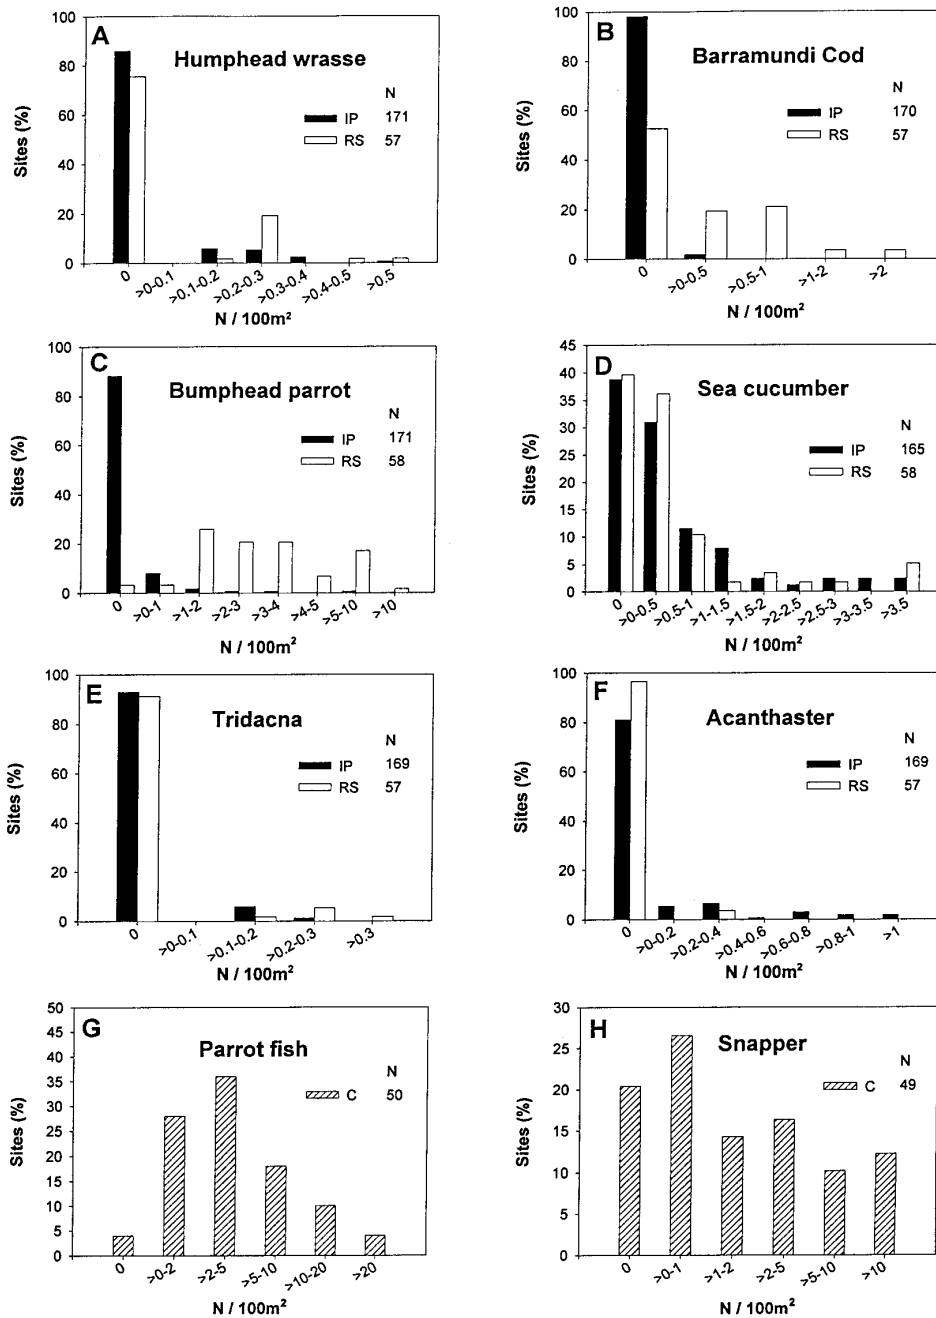 A
Humphead wrasse
N
IP 171
RS 57
Sites (%)
100
80
60
40
20
0
0 >0-0.1 >0.1-0.2 >0.2-0.3 >0.3-0.4 >0.4-0.5 >0.5
N / 100m²
B
Barramundi Cod
N
IP 170
RS 57
Sites (%)
100
80
60
40
20
0
0 >0-0.5 >0.5-1 >1-2 >2
N / 100m²
C
Bumphead parrot
N
IP 171
RS 58
Sites (%)
100
80
60
40
20
0
0 >0-1 >1-2 >2-3 >3-4 >4-5 >5-10 >10
N / 100m²
D
Sea cucumber
N
IP 165
RS 58
Sites (%)
45
40
35
30
25
20
15
10
5
0
0 >0-0.5 >0.5-1 >1-1.5 >1.5-2 >2-2.5 >2.5-3 >3-3.5 >3.5
N / 100m²
E
Tridacna
N
IP 169
RS 57
Sites (%)
100
80
60
40
20
0
0 >0-0.1 >0.1-0.2 >0.2-0.3 >0.3
N / 100m²
F
Acanthaster
N
IP 169
RS 57
Sites (%)
100
80
60
40
20
0
0 >0-0.2 >0.2-0.4 >0.4-0.6 >0.6-0.8 >0.8-1 >1
N / 100m²
G
Parrot fish
N
C 50
Sites (%)
50
45
40
35
30
25
20
15
10
5
0
0 >0-2 >2-5 >5-10 >10-20 >20
N / 100m²
H
Snapper
N
C 49
Sites (%)
30
25
20
15
10
5
0
0 >0-1 >1-2 >2-5 >5-10 >10
N / 100m²